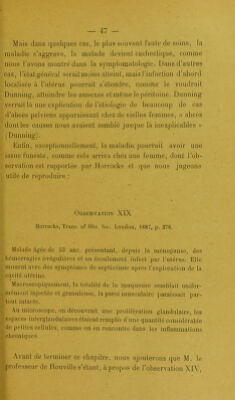 — 47 —
Mais dans quelques cas, le plus souvent faute de soins, la
maladie s'aggrave, la malade devient cachectique, comme
nous l'avons montré dans la symptomatologie. Dans d'autres
cas, l'état général serait moins atteint, mais l'infection d'abord
localisée à l'utérus pourrait s'étendre, comme le voudrait
Dunning, atteindre les annexes et même le péritoine. Dunning
verrait là une explication de l'étiologie de beaucoup de cas
d'abcès pelviens apparaissant chez de vieilles femmes, « abcès
dont les causes nous avaient semblé jusque là inexplicables »
(Dunning).
Enfin, exceptionnellement, la maladie pourrait avoir une
issue funeste, comme cela arriva chez une femme, dont l'ob-
servation est rapportée par Horrocks et que nous jugeons
utile de reproduire :
OBSERVATION XIX
Horrocks, Trans. of Obs. Soc. London, 1887, p. 278.
Malade âgée de 53 ans, présentant, depuis la ménopause, des
hémorragies irrégulières et un écoulement infect par l'utérus. Elle
mourut avec des symptômes de septicémie après l'exploration de la
cavité utérine.
Macroscopiquement, la totalité de la muqueuse semblait unifor-
mément injectée et granuleuse, la paroi musculaire paraissait par-
tout intacte.
Au microscope, on découvrait une prolifération glandulaire, les
espaces interglandulaires étaient remplis d'une quantité considérable
de petites cellules, comme on en rencontre dans les inflammations
chroniques.
Avant de terminer ce chapitre, nous ajouterons que M. le
professeur de Rouville s'étant, à propos de l'observation XIV,